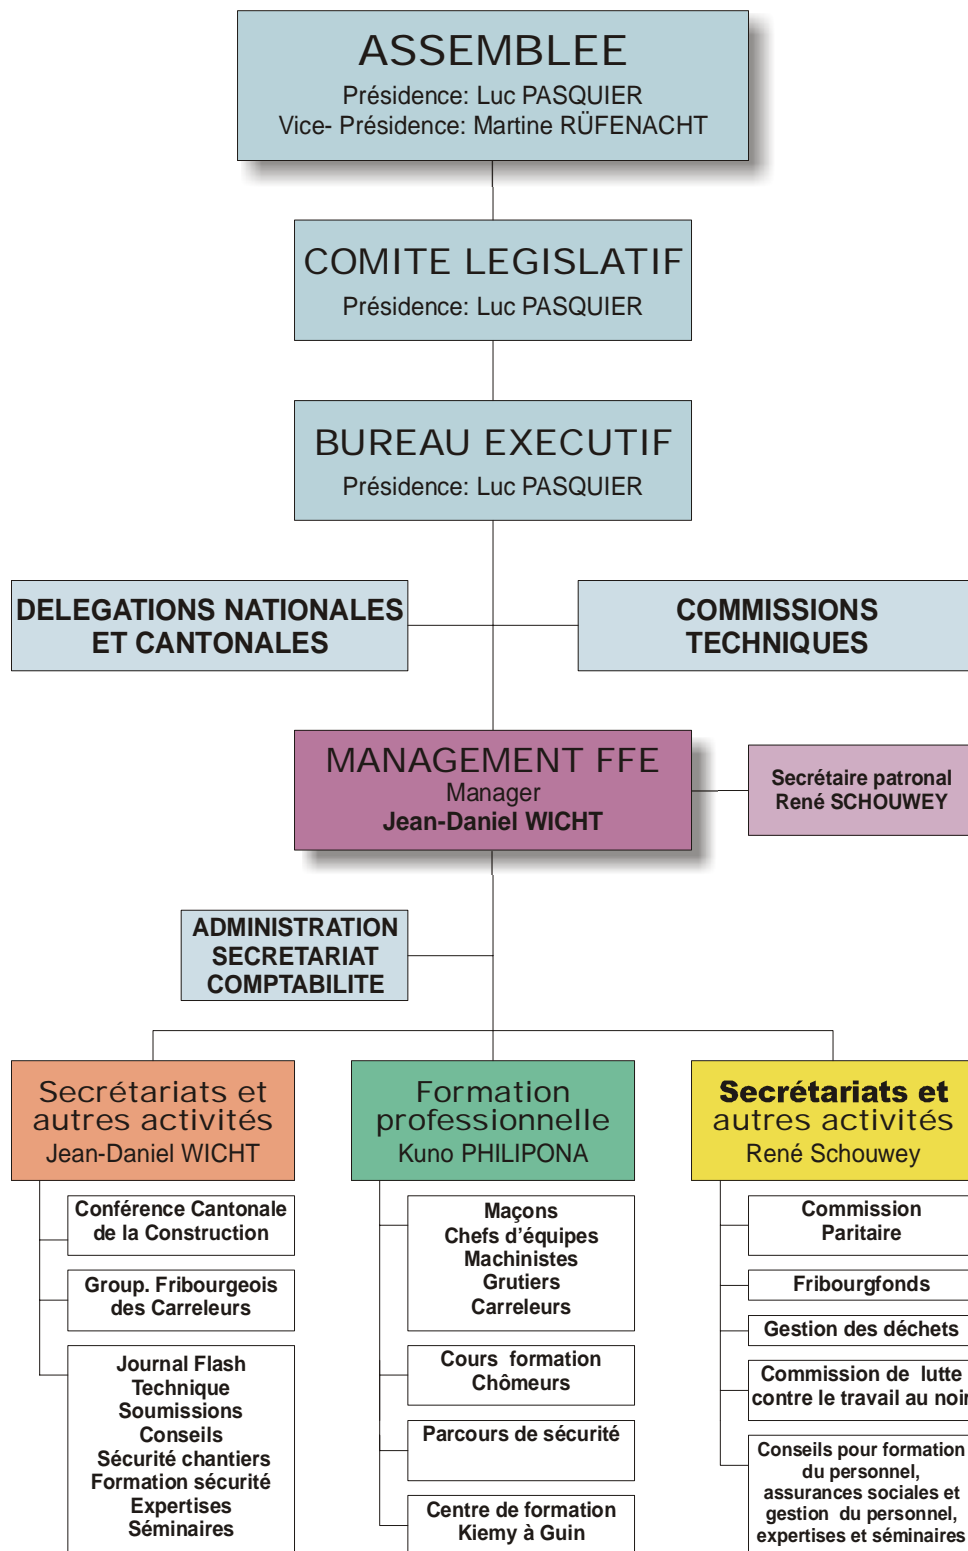 ASSEMBLEE
Présidence: Luc PASQUIER
Vice- Présidence: Martine RÜFENACHT
COMITE LEGISLATIF
Présidence: Luc PASQUIER
BUREAU EXECUTIF
Présidence: Luc PASQUIER
DELEGATIONS NATIONALES
ET CANTONALES
COMMISSIONS
TECHNIQUES
MANAGEMENT FFE
Manager
Jean-Daniel WICHT
Secrétaire patronal
René SCHOUWEY
ADMINISTRATION
SECRETARIAT
COMPTABILITE
Secrétariats et
autres activités
Jean-Daniel WICHT
Conférence Cantonale
de la Construction
Group. Fribourgeois
des Carreleurs
Journal Flash
Technique
Soumissions
Conseils
Sécurité chantiers
Formation sécurité
Expertises
Séminaires
Formation
professionnelle
Kuno PHILIPONA
Maçons
Chefs d'équipes
Machinistes
Grutiers
Carreleurs
Cours formation
Chômeurs
Parcours de sécurité
Centre de formation
Kiemy à Guin
Secrétariats et
autres activités
René Schouwey
Commission
Paritaire
Fribourgfonds
Gestion des déchets
Commission de lutte
contre le travail au noir
Conseils pour formation
du personnel,
assurances sociales et
gestion du personnel,
expertises et séminaires